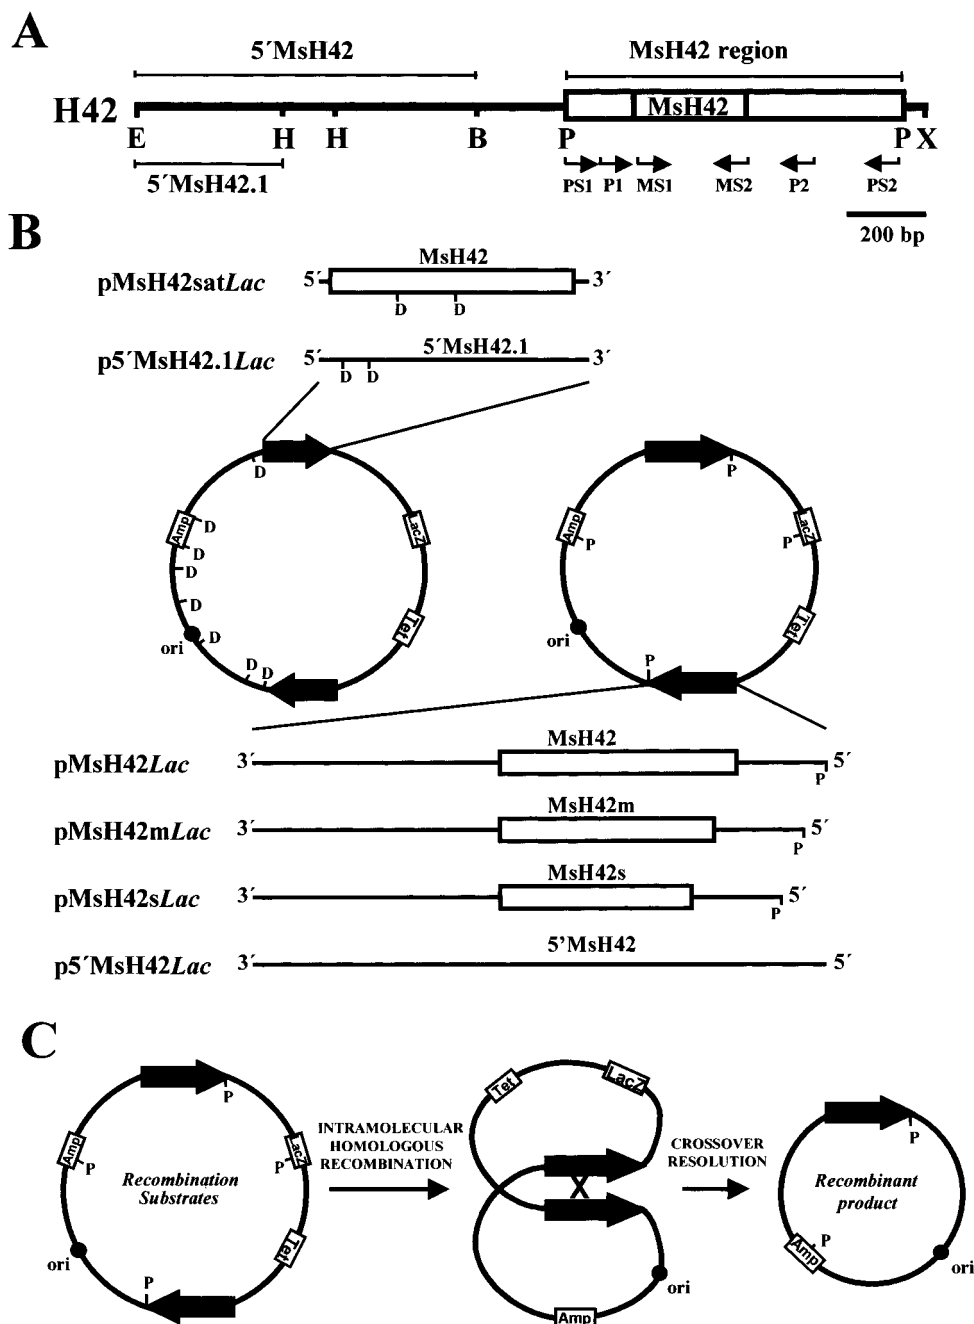 A
5´MsH42
MsH42 region
H42
MsH42
E
H
H
B
P
P
X
5´MsH42.1
PS1
P1
MS1
MS2
P2
PS2
200 bp
B
MsH42
pMsH42satLac
5´
3´
D
D
5´MsH42.1
p5´MsH42.1Lac
5´
3´
D
D
D
P
Amp
D
LacZ
Amp
P
LacZ
P
D
D
D
Tet
Tet
ori
D
ori
D
D
P
MsH42
pMsH42Lac
3´
5´
P
MsH42m
pMsH42mLac
3´
5´
P
MsH42s
pMsH42sLac
3´
5´
P
5’MsH42
p5´MsH42Lac
3´
5´
C
P
Amp
P
LacZ
P
Recombination
Substrates
Tet
ori
P
INTRAMOLECULAR
HOMOLOGOUS
RECOMBINATION
Tet
LacZ
X
ori
Amp
CROSSOVER
RESOLUTION
P
Recombinant
product
P
Amp
ori